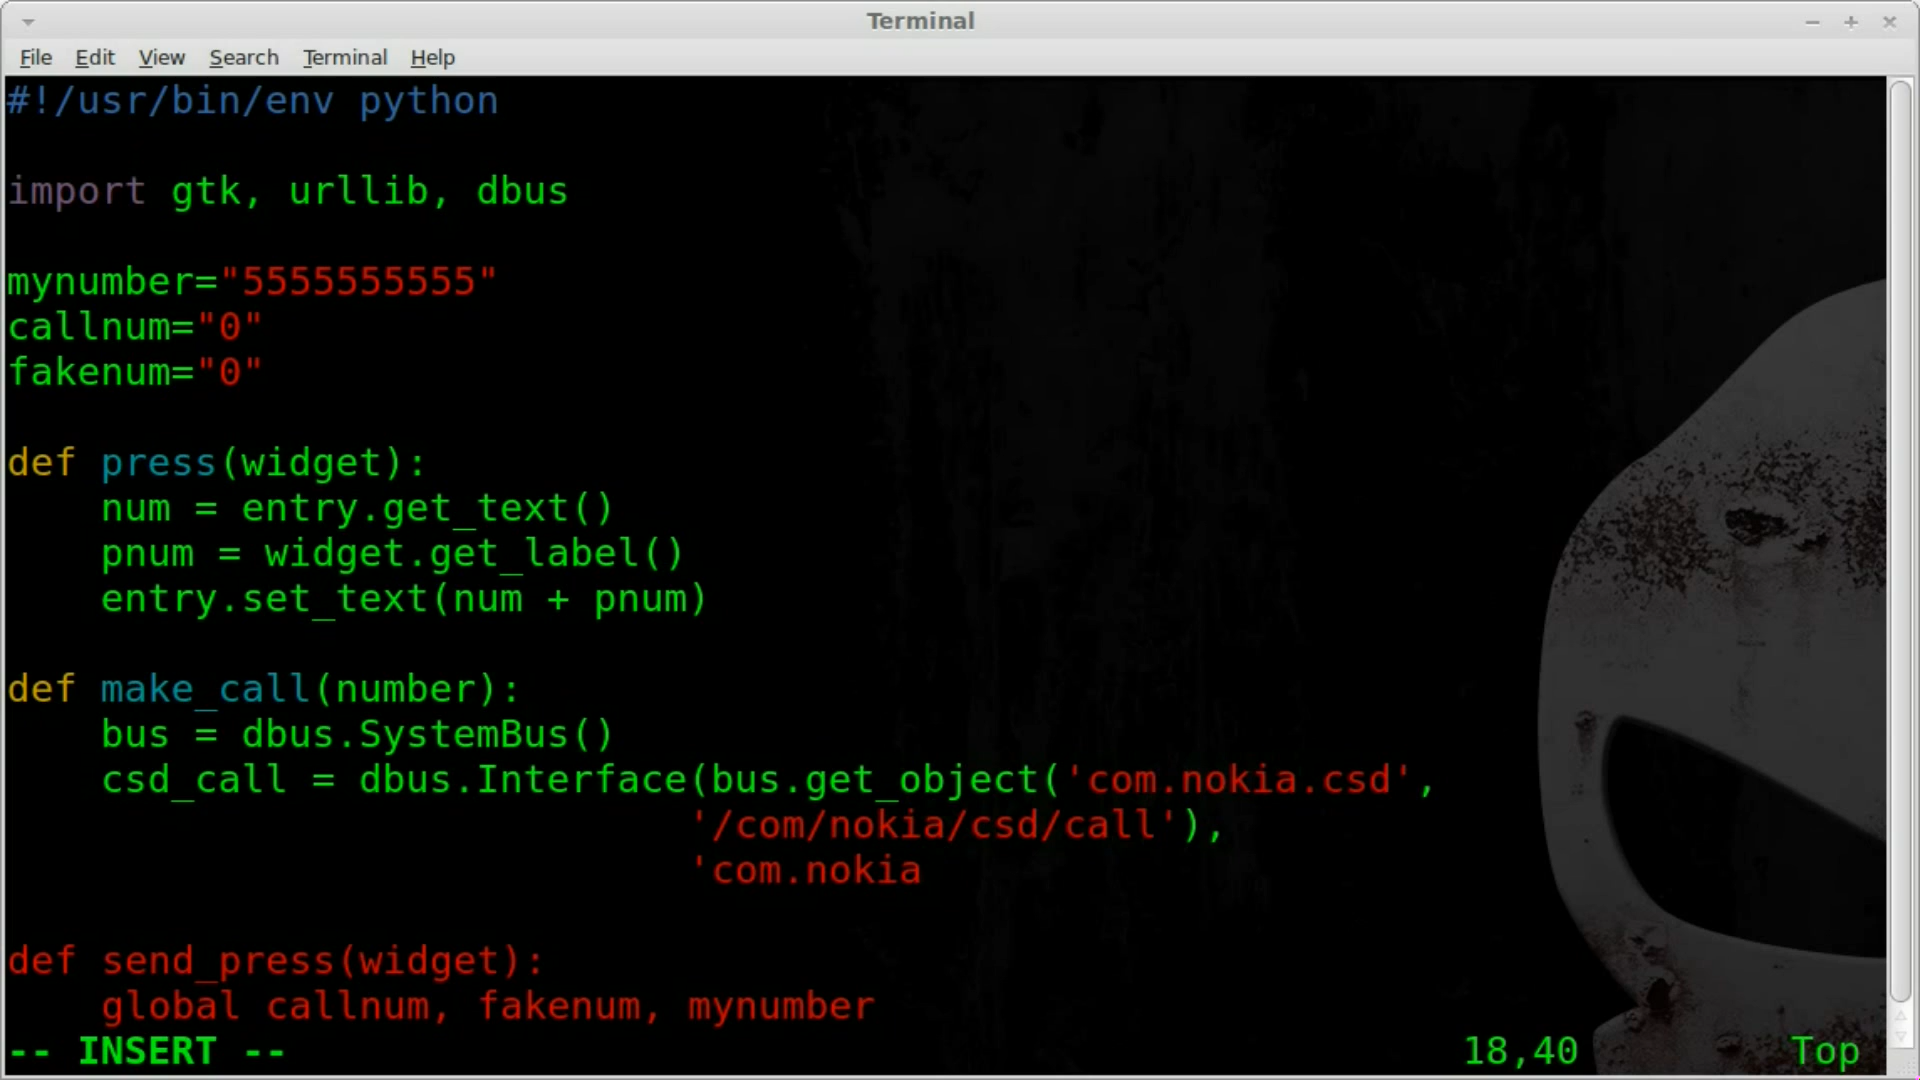 Terminal
File Edit View Search Terminal Help
#!/usr/bin/env python
import gtk, urllib, dbus
mynumber="5555555555"
callnum="0"
fakenum="0"
def press(widget):
    num = entry.get_text()
    pnum = widget.get_label()
    entry.set_text(num + pnum)
def make_call(number):
    bus = dbus.SystemBus()
    csd_call = dbus.Interface(bus.get_object('com.nokia.csd',
                             '/com/nokia/csd/call'),
                             'com.nokia
def send_press(widget):
    global callnum, fakenum, mynumber
-- INSERT -- 18,40 Top